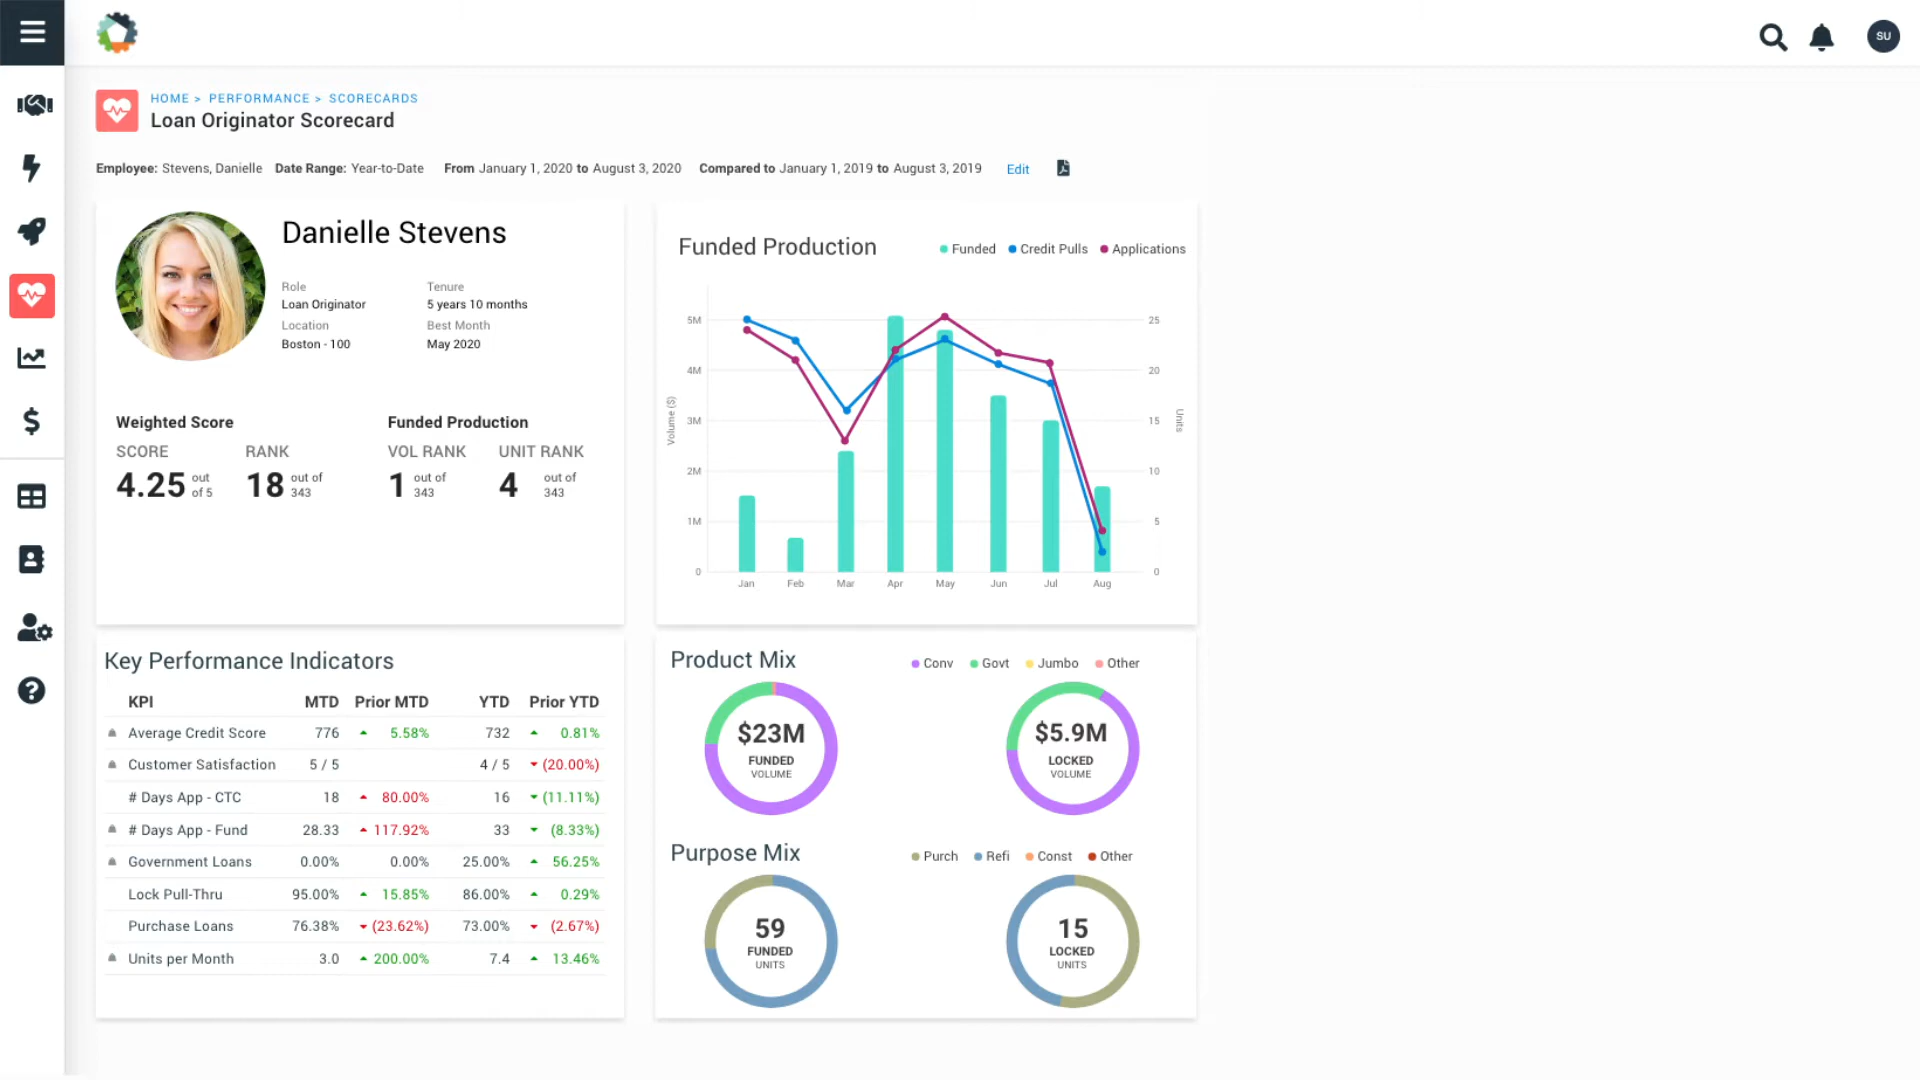 SU
HOME > PERFORMANCE > SCORECARDS
Loan Originator Scorecard
Employee: Stevens, Danielle Date Range: Year-to-Date From January 1, 2020 to August 3, 2020 Compared to January 1, 2019 to August 3, 2019 Edit
Danielle Stevens
Role Tenure
Loan Originator 5 years 10 months
Location Best Month
Boston - 100 May 2020
Weighted Score Funded Production
SCORE RANK VOL RANK UNIT RANK
4.25 out of 5 18 out of 343 1 out of 343 4 out of 343
Funded Production
Funded Credit Pulls Applications
5M 25
4M 20
3M 15
2M 10
1M 5
0 0
Volume ($)
Units
Jan Feb Mar Apr May Jun Jul Aug
Key Performance Indicators
KPI MTD Prior MTD YTD Prior YTD
Average Credit Score 776 5.58% 732 0.81%
Customer Satisfaction 5 / 5 4 / 5 (20.00%)
# Days App - CTC 18 80.00% 16 (11.11%)
# Days App - Fund 28.33 117.92% 33 (8.33%)
Government Loans 0.00% 0.00% 25.00% 56.25%
Lock Pull-Thru 95.00% 15.85% 86.00% 0.29%
Purchase Loans 76.38% (23.62%) 73.00% (2.67%)
Units per Month 3.0 200.00% 7.4 13.46%
Product Mix
Conv Govt Jumbo Other
$23M
FUNDED
VOLUME
$5.9M
LOCKED
VOLUME
Purpose Mix
Purch Refi Const Other
59
FUNDED
UNITS
15
LOCKED
UNITS